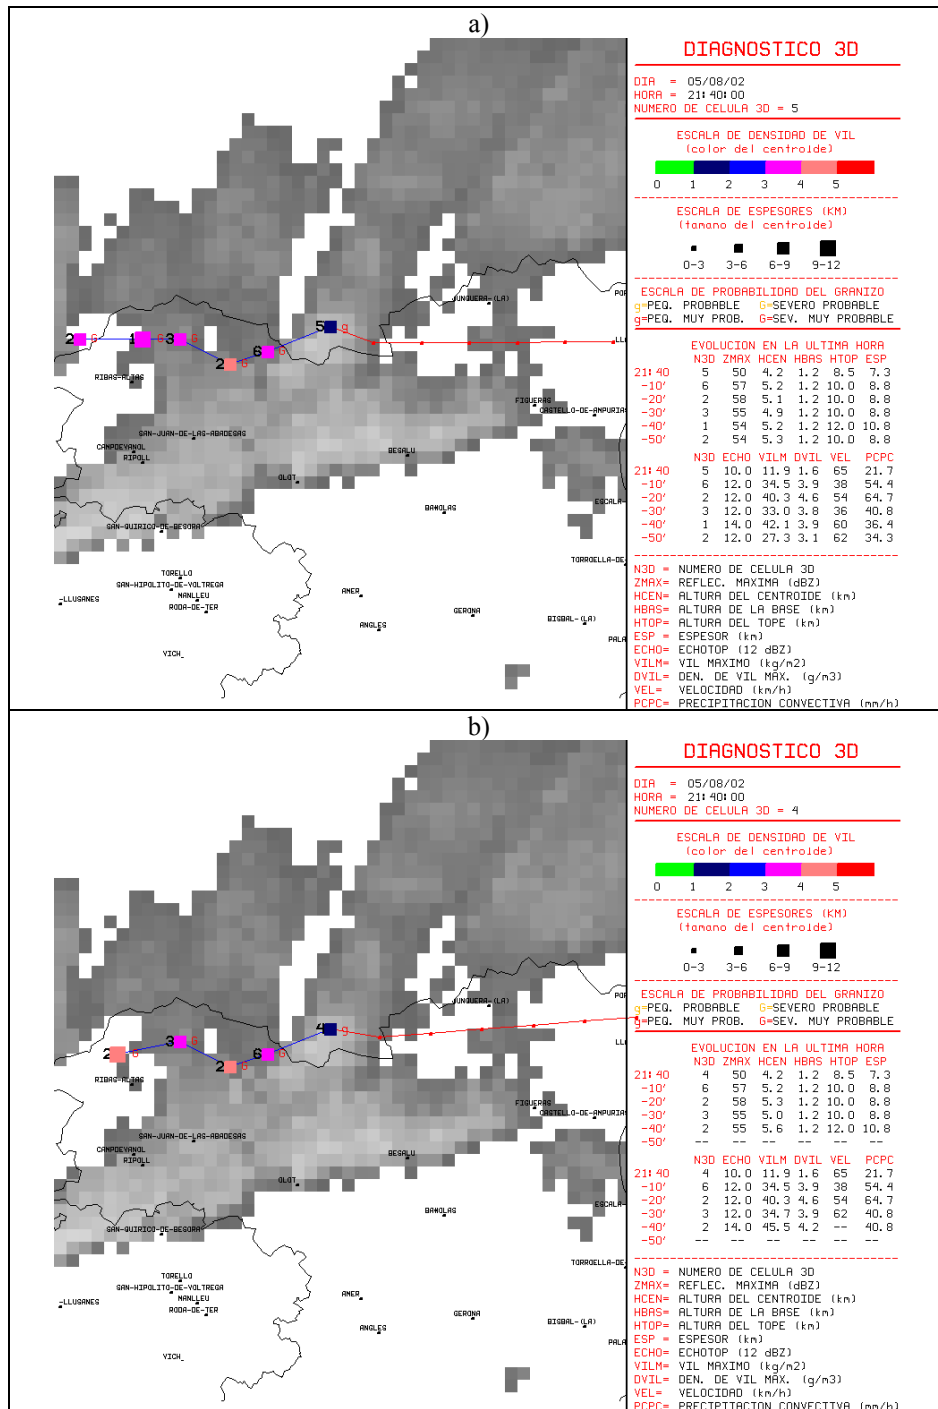 a)
DIAGNOSTICO 3D
DIA = 05/08/02
HORA = 21:40:00
NUMERO DE CELULA 3D = 5
ESCALA DE DENSIDAD DE VIL
(color del centroide)
0 1 2 3 4 5
ESCALA DE ESPESORES (KM)
(tamano del centroide)
0-3 3-6 6-9 9-12
ESCALA DE PROBABILIDAD DEL GRANIZO
g=PEQ. PROBABLE G=SEVERO PROBABLE
g=PEQ. MUY PROB. G=SEV. MUY PROBABLE
EVOLUCION EN LA ULTIMA HORA
N3D ZMAX HCEN HBAS HTOP ESP
21:40 5 50 4.2 1.2 8.5 7.3
-10' 6 57 5.2 1.2 10.0 8.8
-20' 2 58 5.1 1.2 10.0 8.8
-30' 3 55 4.9 1.2 10.0 8.8
-40' 1 54 5.2 1.2 12.0 10.8
-50' 2 54 5.3 1.2 10.0 8.8
N3D ECHO VILM DVIL VEL PCPC
21:40 5 10.0 11.9 1.6 65 21.7
-10' 6 12.0 34.5 3.9 38 54.4
-20' 2 12.0 40.3 4.6 54 64.7
-30' 3 12.0 33.0 3.8 36 40.8
-40' 1 14.0 42.1 3.9 60 36.4
-50' 2 12.0 27.3 3.1 62 34.3
N3D = NUMERO DE CELULA 3D
ZMAX= REFLEC. MAXIMA (dBZ)
HCEN= ALTURA DEL CENTROIDE (km)
HBAS= ALTURA DE LA BASE (km)
HTOP= ALTURA DEL TOPE (km)
ESP = ESPESOR (km)
ECHO= ECHOTOP (12 dBZ)
VILM= VIL MAXIMO (kg/m2)
DVIL= DEN. DE VIL MAX. (g/m3)
VEL= VELOCIDAD (km/h)
PCPC= PRECIPITACION CONVECTIVA (mm/h)
JUNQUERA-(LA)
POR
2 G 1 G 3 G 2 G 6 G 5 g
LL
RIBAS-ALTAS
FIGUERAS
CASTELLO-DE-AMPURIAS
SAN-JUAN-DE-LAS-ABADESAS
CAMPDEVANOL
RIPOLL
BESALU
OLOT
ESCALA-
BAÑOLAS
SAN-QUIRICO-DE-BESORA
TORROELLA-DE-
TORELLO
SAN-HIPOLITO-DE-VOLTREGA
MANLLEU
RODA-DE-TER
-LLUSANES
AMER
GERONA
ANGLES
BISBAL-(LA)
PALA
VICH
b)
DIAGNOSTICO 3D
DIA = 05/08/02
HORA = 21:40:00
NUMERO DE CELULA 3D = 4
ESCALA DE DENSIDAD DE VIL
(color del centroide)
0 1 2 3 4 5
ESCALA DE ESPESORES (KM)
(tamano del centroide)
0-3 3-6 6-9 9-12
ESCALA DE PROBABILIDAD DEL GRANIZO
g=PEQ. PROBABLE G=SEVERO PROBABLE
g=PEQ. MUY PROB. G=SEV. MUY PROBABLE
EVOLUCION EN LA ULTIMA HORA
N3D ZMAX HCEN HBAS HTOP ESP
21:40 4 50 4.2 1.2 8.5 7.3
-10' 6 57 5.2 1.2 10.0 8.8
-20' 2 58 5.3 1.2 10.0 8.8
-30' 3 55 5.0 1.2 10.0 8.8
-40' 2 55 5.6 1.2 12.0 10.8
-50' -- -- -- -- -- --
N3D ECHO VILM DVIL VEL PCPC
21:40 4 10.0 11.9 1.6 65 21.7
-10' 6 12.0 34.5 3.9 38 54.4
-20' 2 12.0 40.3 4.6 54 64.7
-30' 3 12.0 34.7 3.9 62 40.8
-40' 2 14.0 45.5 4.2 -- 40.8
-50' -- -- -- -- -- --
N3D = NUMERO DE CELULA 3D
ZMAX= REFLEC. MAXIMA (dBZ)
HCEN= ALTURA DEL CENTROIDE (km)
HBAS= ALTURA DE LA BASE (km)
HTOP= ALTURA DEL TOPE (km)
ESP = ESPESOR (km)
ECHO= ECHOTOP (12 dBZ)
VILM= VIL MAXIMO (kg/m2)
DVIL= DEN. DE VIL MAX. (g/m3)
VEL= VELOCIDAD (km/h)
PCPC= PRECIPITACION CONVECTIVA (mm/h)
JUNQUERA-(LA)
POR
2 G 3 G 2 G 6 G 4 g
LL
RIBAS-ALTAS
FIGUERAS
CASTELLO-DE-AMPURIAS
SAN-JUAN-DE-LAS-ABADESAS
CAMPDEVANOL
RIPOLL
BESALU
OLOT
ESCALA-
BAÑOLAS
SAN-QUIRICO-DE-BESORA
TORROELLA-DE-
TORELLO
SAN-HIPOLITO-DE-VOLTREGA
MANLLEU
RODA-DE-TER
-LLUSANES
AMER
GERONA
ANGLES
BISBAL-(LA)
PALA
VICH